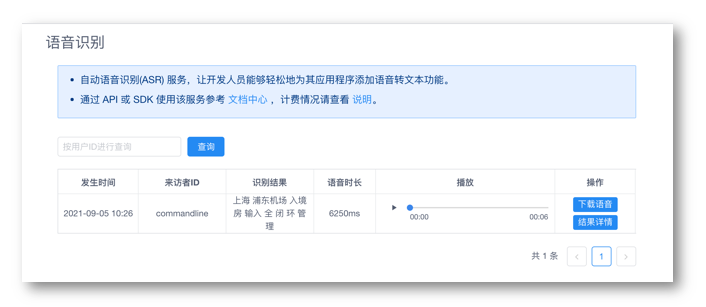 语音识别
自动语音识别(ASR) 服务，让开发人员能够轻松地为其应用程序添加语音转文本功能。
通过 API 或 SDK 使用该服务参考 文档中心 ，计费情况请查看 说明。
按用户ID进行查询 查询
发生时间 来访者ID 识别结果 语音时长 播放 操作
上海 浦东机场 入境
2021-09-05 10:26 commandline 房 输入 全 闭 环 管 6250ms 下载语音
理 00:00 00:06 结果详情
共 1 条 1